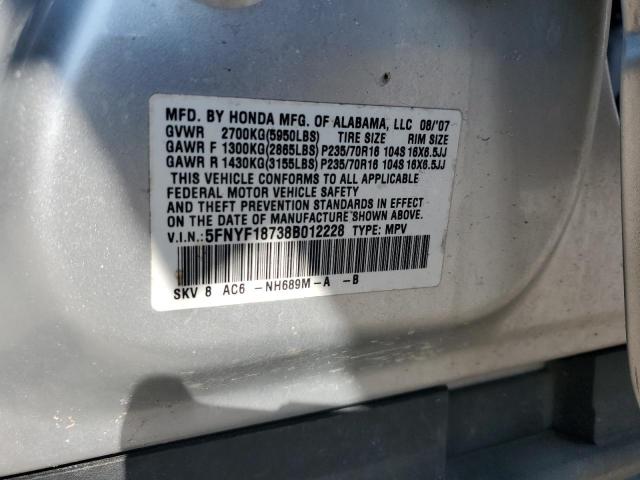 MFD. BY HONDA MFG. OF ALABAMA, LLC 08/'07
GVWR 2700KG(5950LBS) TIRE SIZE RIM SIZE
GAWR F 1300KG(2865LBS) P235/70R16 104S 16X6.5JJ
GAWR R 1430KG(3155LBS) P235/70R16 104S 16X6.5JJ
THIS VEHICLE CONFORMS TO ALL APPLICABLE
FEDERAL MOTOR VEHICLE SAFETY
AND THEFT PREVENTION STANDARDS IN EFFECT
ON THE DATE OF MANUFACTURE SHOWN ABOVE.
V.I.N.:5FNYF18738B012228 TYPE: MPV
SKV 8 AC6 -NH689M-A -B